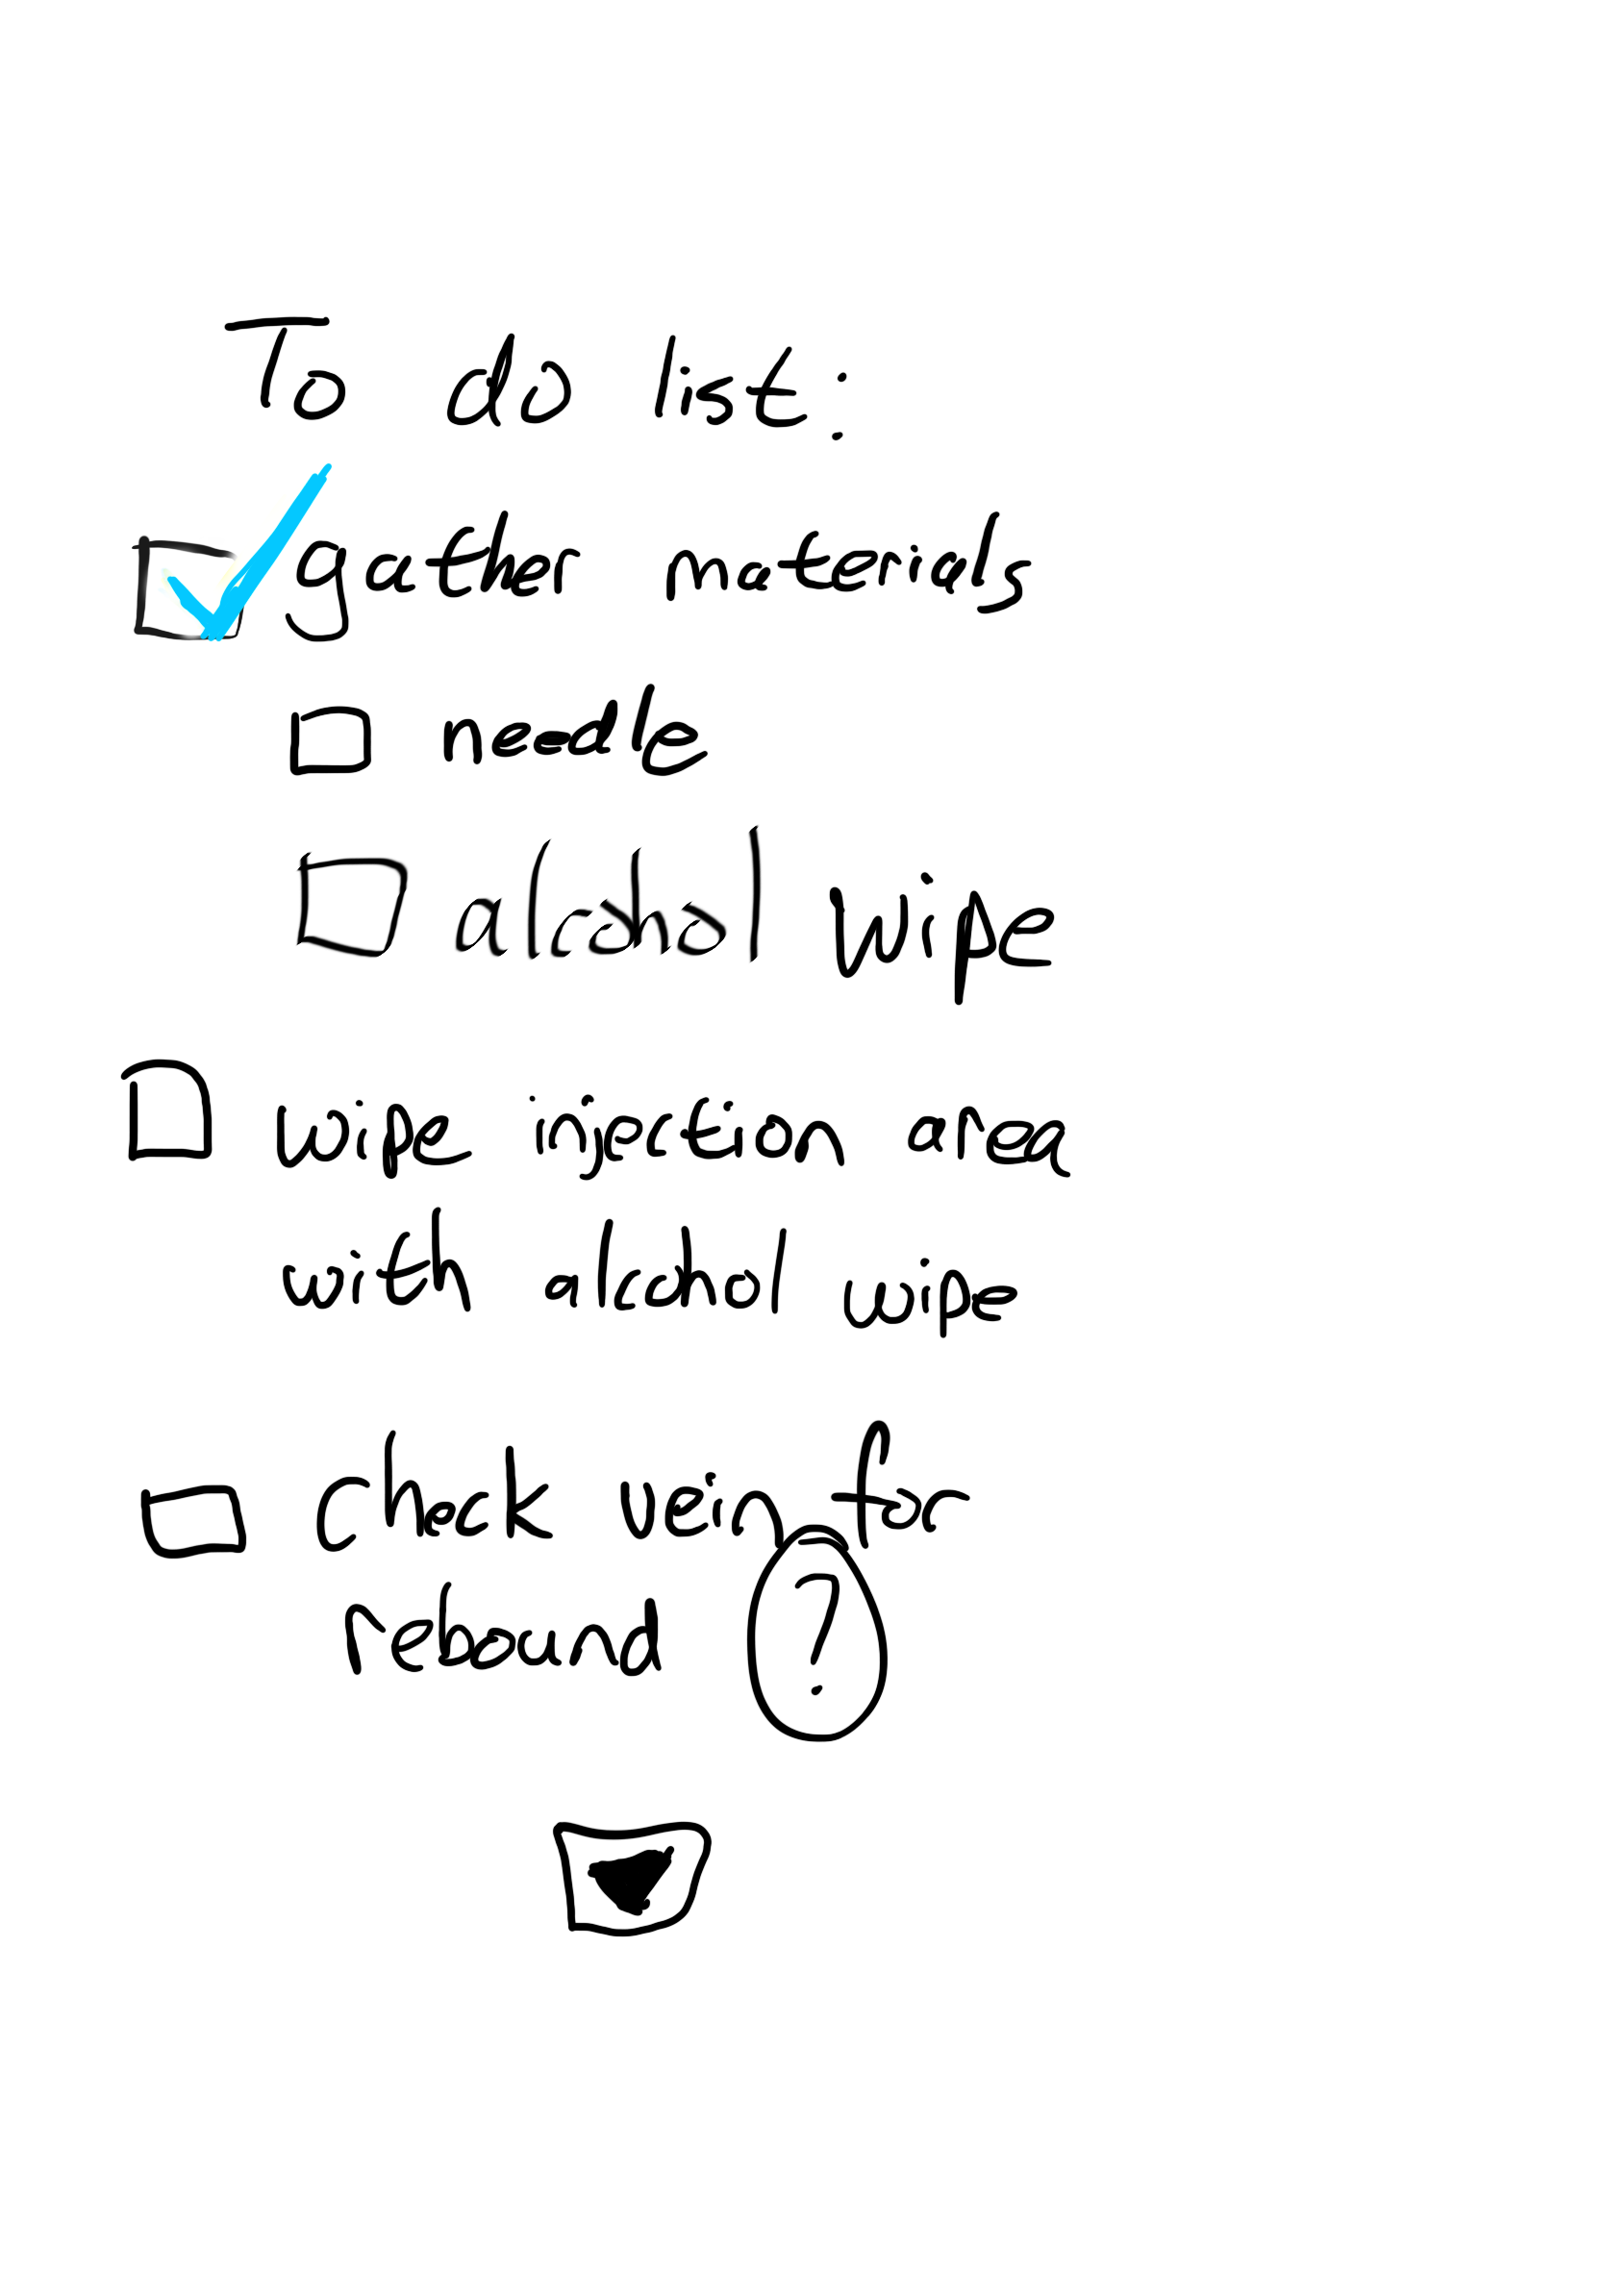 To do list:
gather materials
needle
alcohol wipe
wipe injection area
with alcohol wipe
check vein for
rebound ?